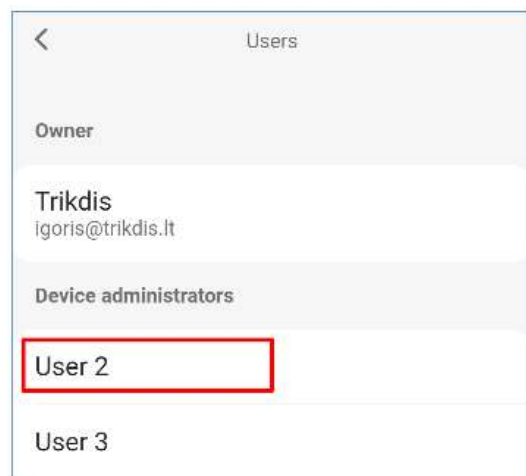 Users
Owner
Trikdis
igoris@trikdis.lt
Device administrators
User 2
User 3